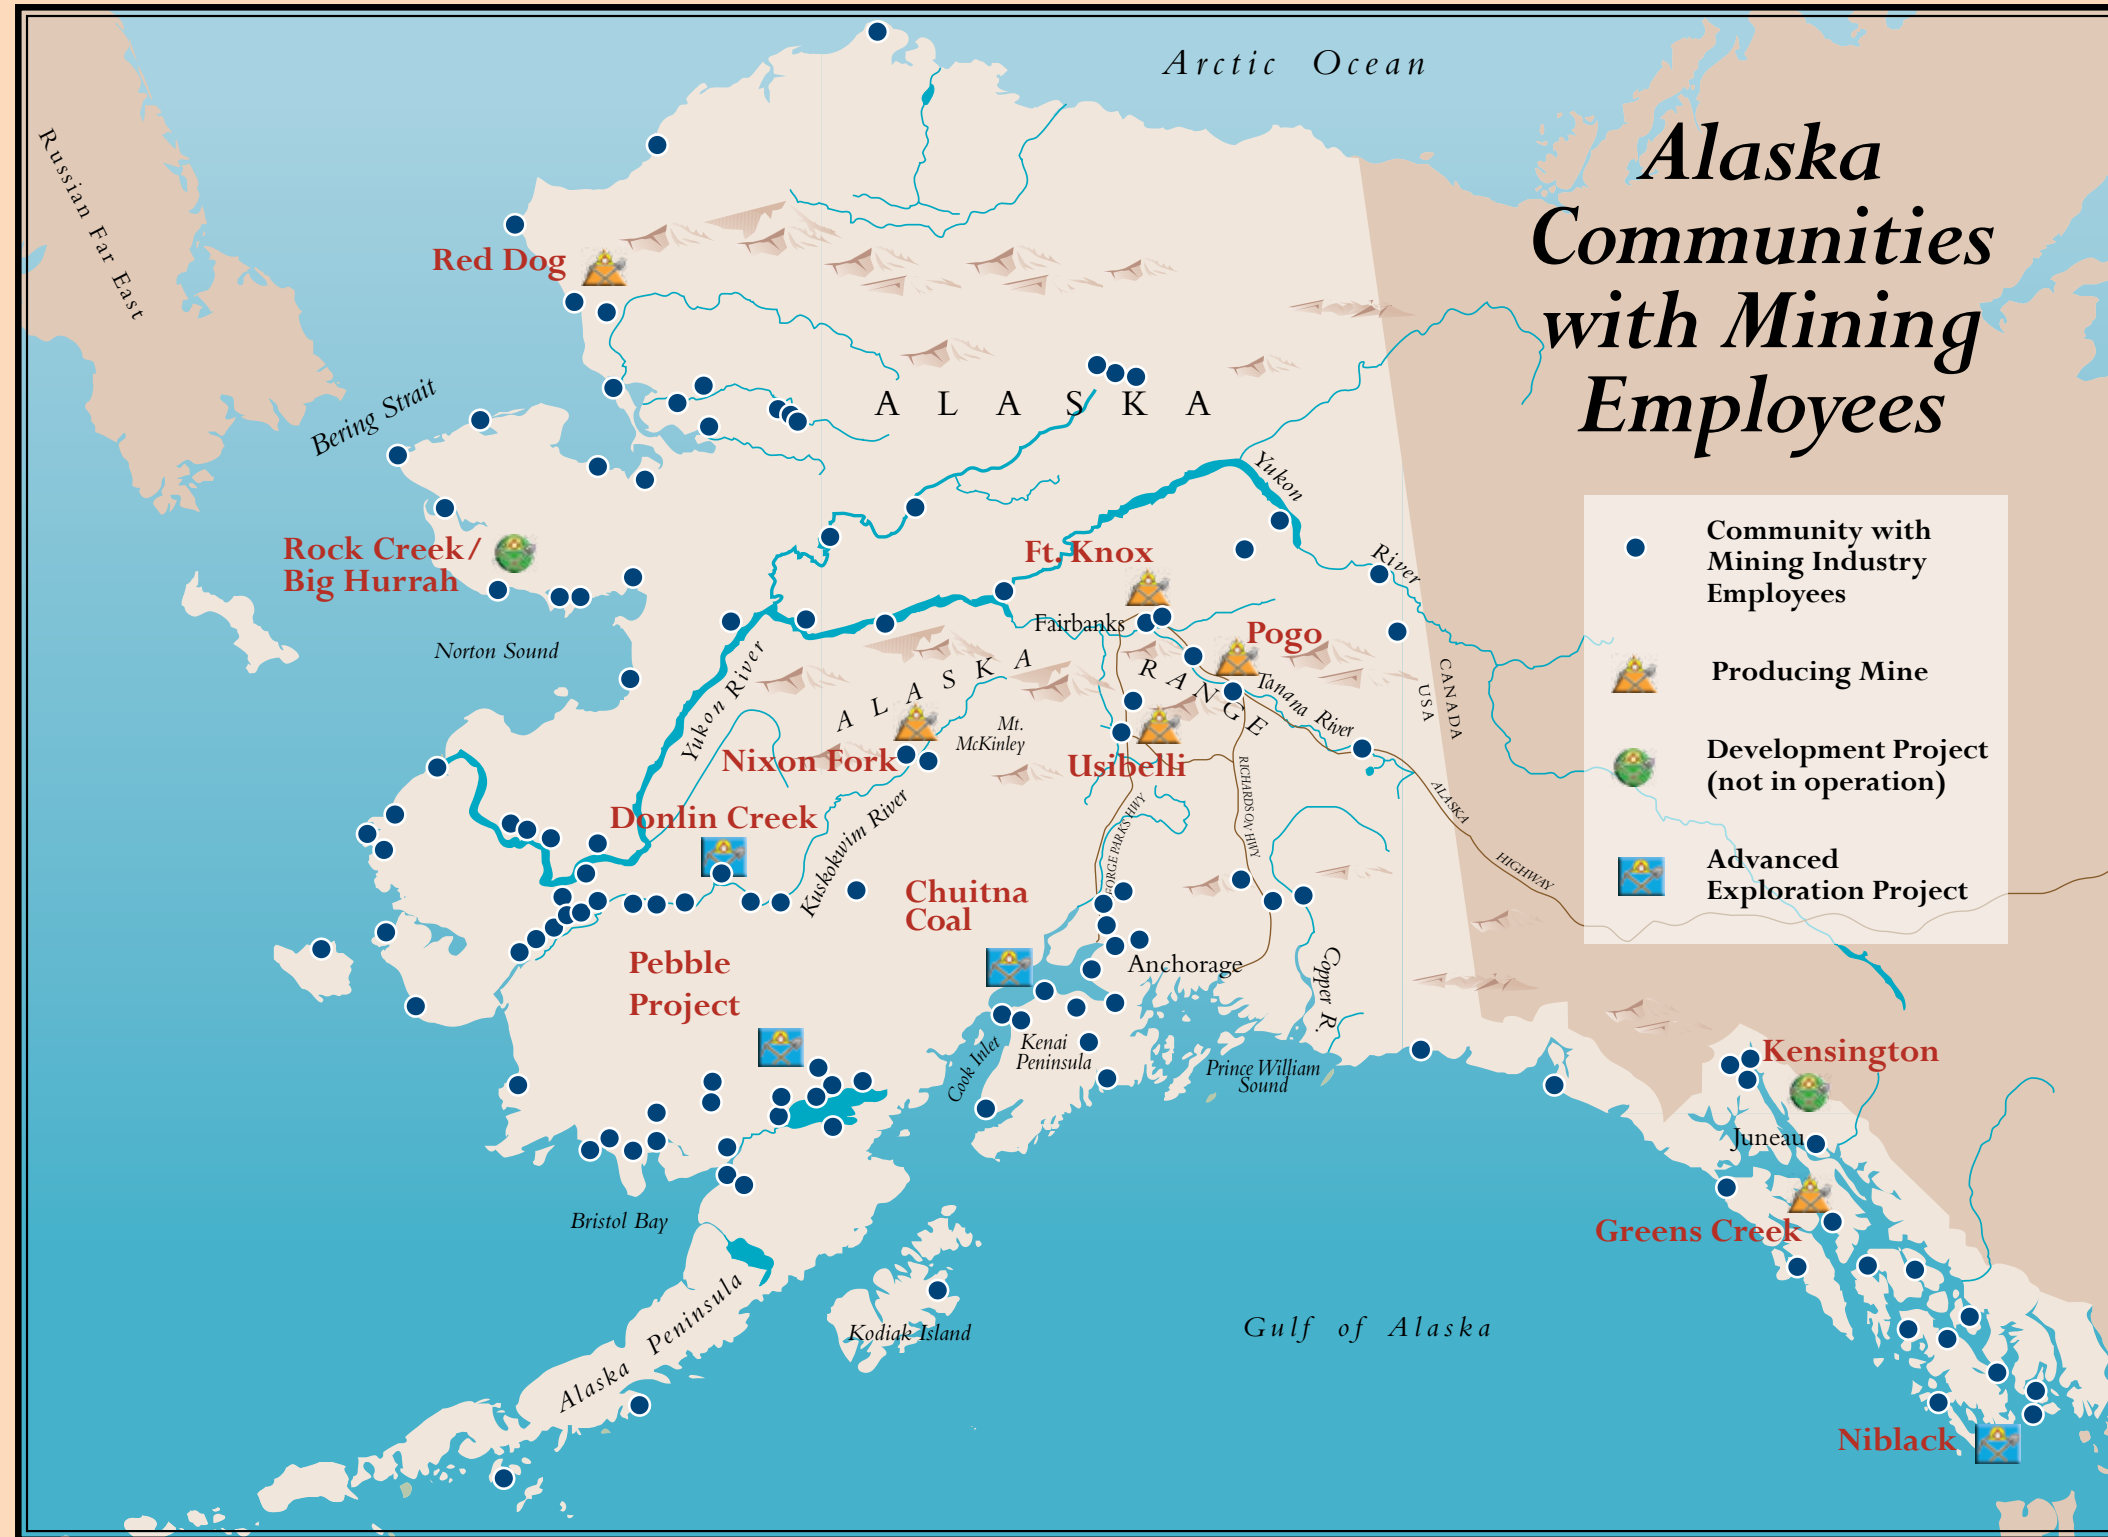 Arctic Ocean
Alaska
Communities
with Mining
Employees
Russian Far East
Red Dog
Bering Strait
A L A S K A
Yukon
River
Community with
Mining Industry
Employees
Producing Mine
Development Project
(not in operation)
Advanced
Exploration Project
Rock Creek/
Big Hurrah
Ft. Knox
Fairbanks
Pogo
Norton Sound
Yukon River
ALASKA
RANGE
Tanana River
CANADA
USA
Mt.
McKinley
Nixon Fork
Usibelli
RICHARDSON HWY
ALASKA
HIGHWAY
Donlin Creek
Kuskokwim River
ORGE PARKS HWY
Chuitna
Coal
Pebble
Project
Anchorage
Copper R.
Cook Inlet
Kenai
Peninsula
Prince William
Sound
Kensington
Juneau
Greens Creek
Bristol Bay
Alaska Peninsula
Kodiak Island
Gulf of Alaska
Niblack